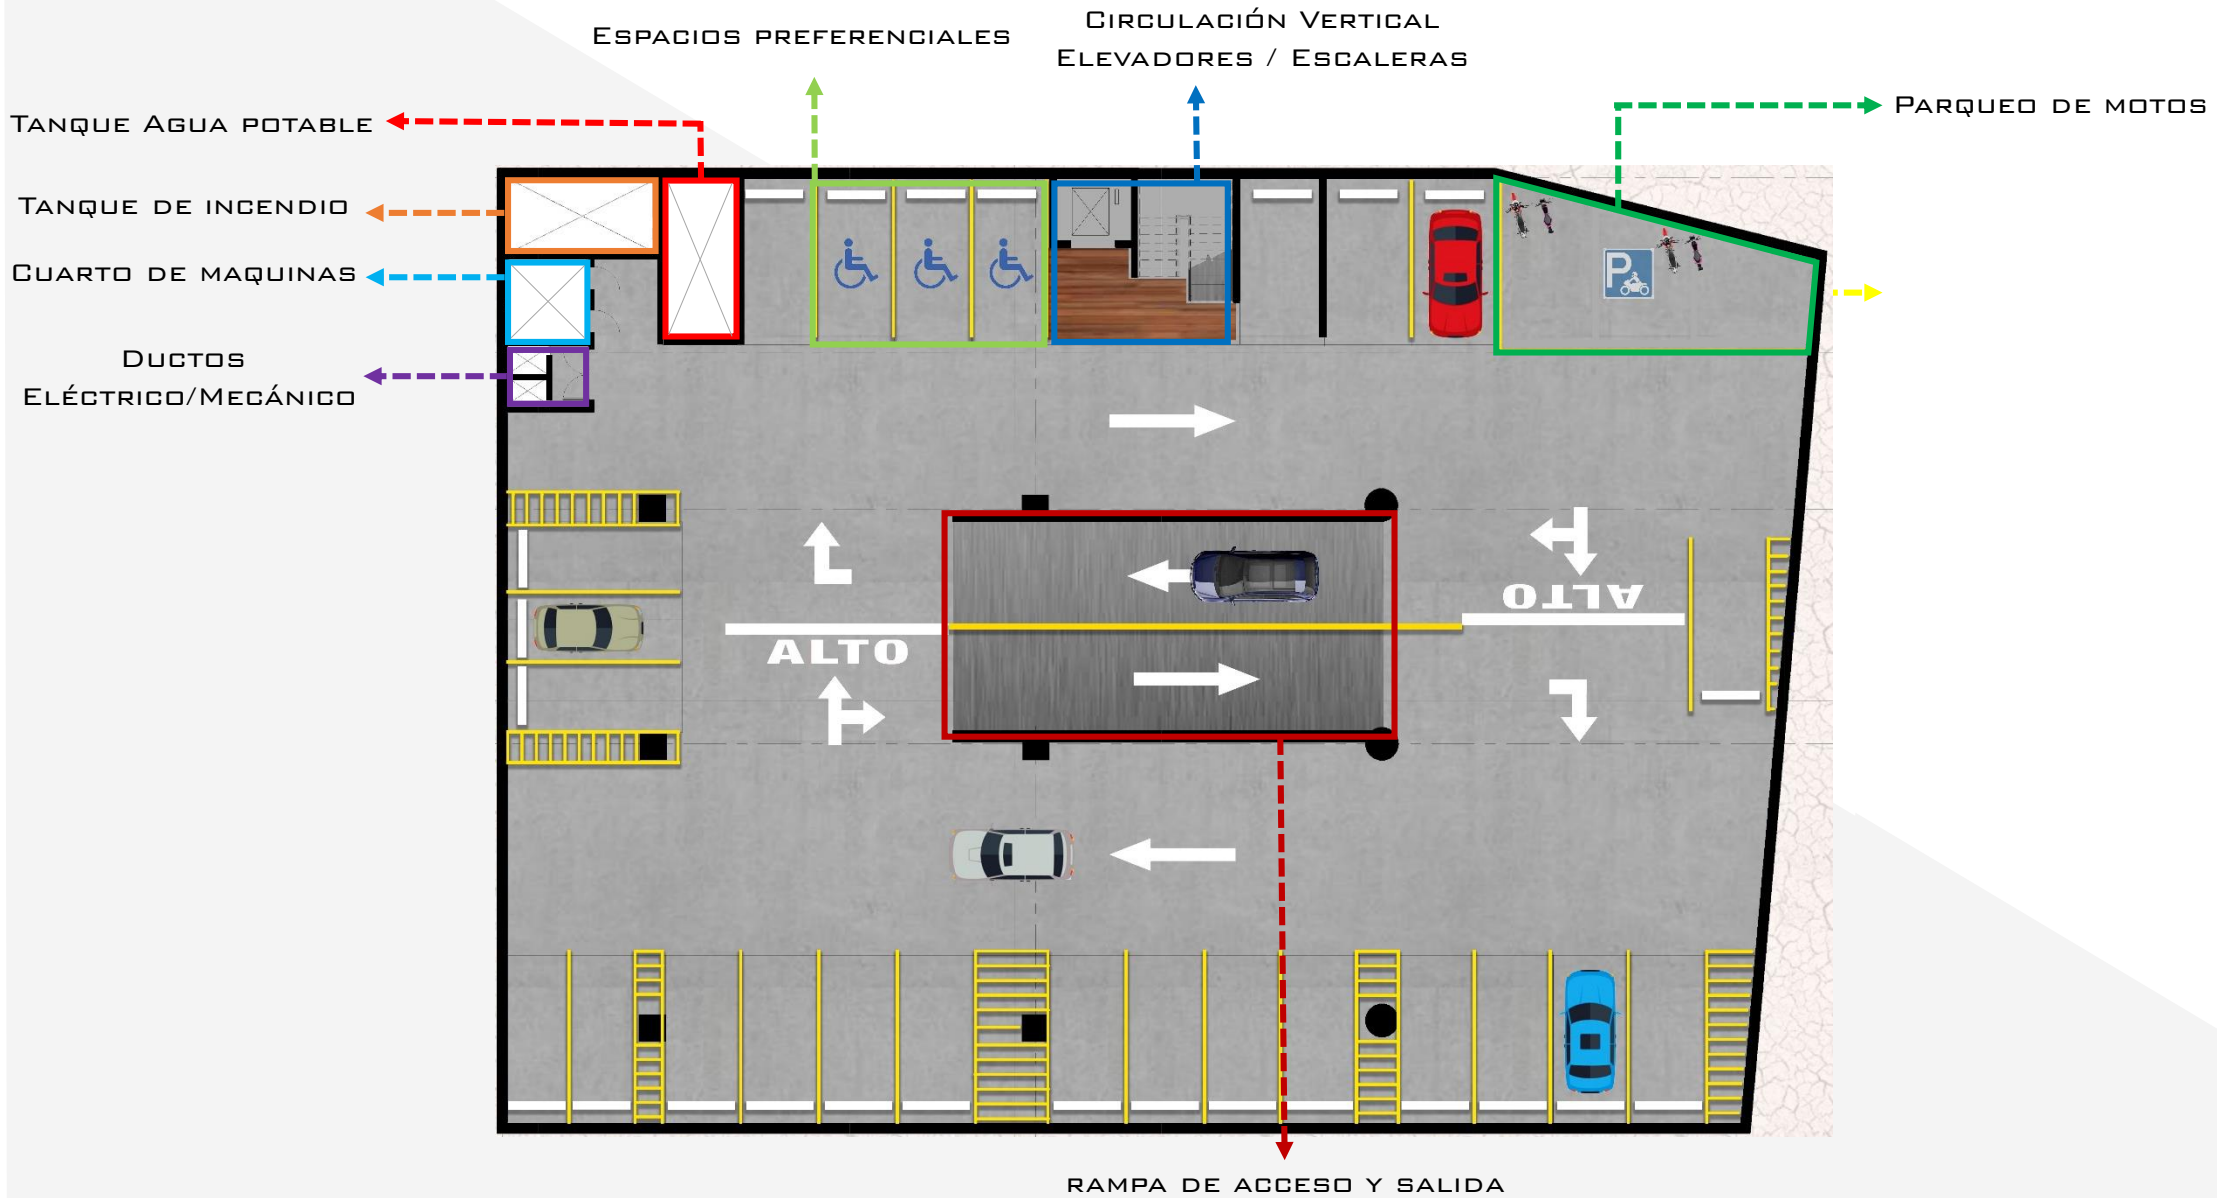 Circulación Vertical
Elevadores / Escaleras
Espacios preferenciales
Parqueo de motos
Tanque Agua potable
Tanque de incendio
Cuarto de maquinas
P
Ductos
Eléctrico/Mecánico
ALTO
ALTO
rampa de acceso y salida